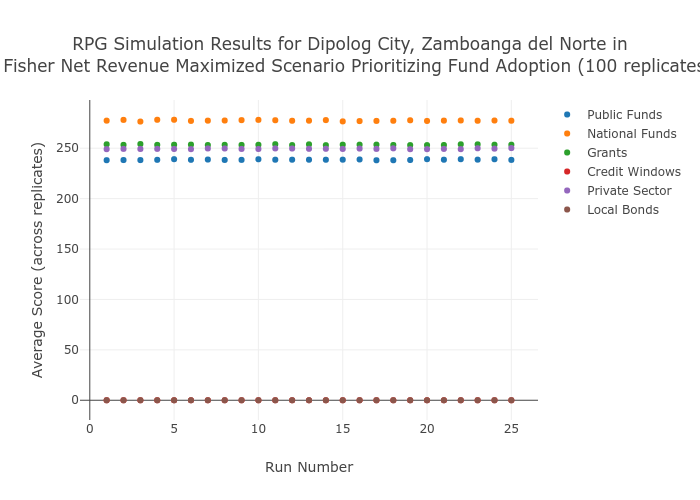 RPG Simulation Results for Dipolog City, Zamboanga del Norte in
Fisher Net Revenue Maximized Scenario Prioritizing Fund Adoption (100 replicates
Public Funds
National Funds
Grants
Credit Windows
Private Sector
Local Bonds
Average Score (across replicates)
250
200
150
100
50
0
0
5
10
15
20
25
Run Number